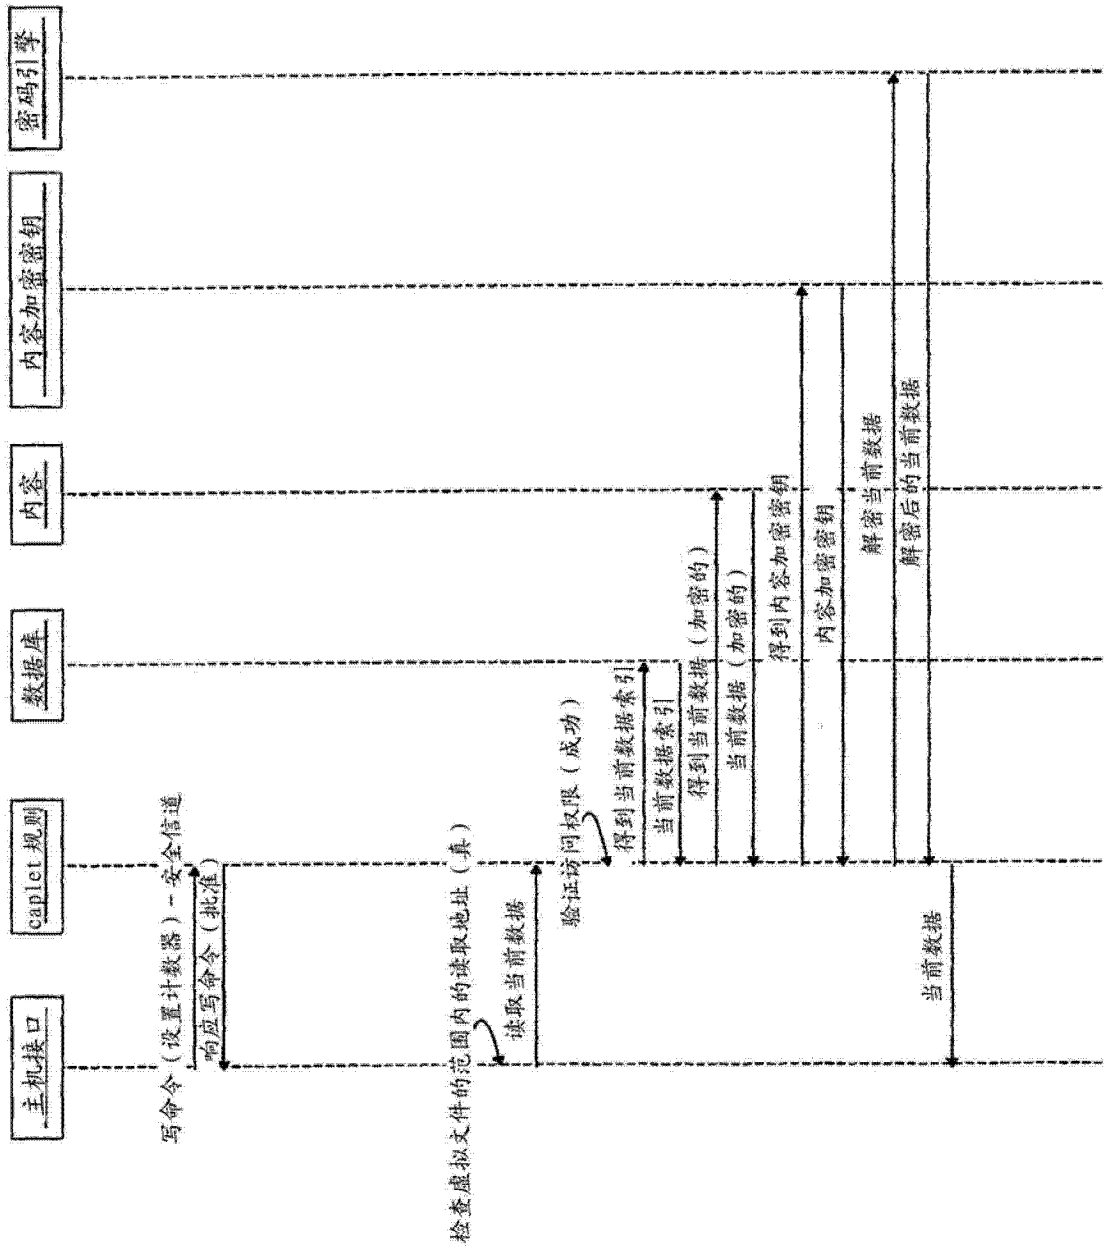 主机接口
caplet 规则
数据库
内容
内容加密密钥
密码引擎
写命令（设置计数器）- 安全信道
响应写命令（批准）
检查虚拟文件的范围内的读取地址（真）
读取当前数据
验证访问权限（成功）
得到当前数据索引
当前数据索引
得到当前数据（加密的）
当前数据（加密的）
得到内容加密密钥
内容加密密钥
解密当前数据
解密后的当前数据
当前数据